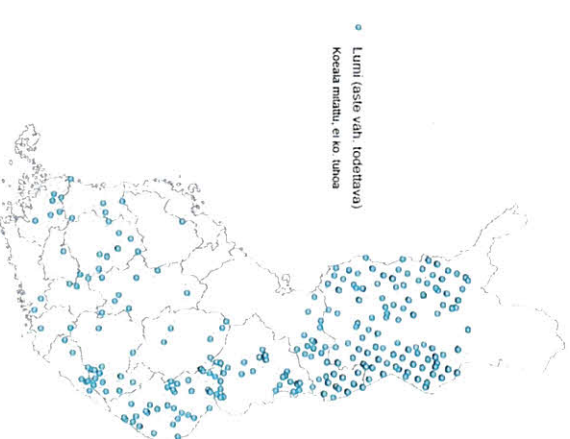 Lumi (aste väh. todettava)
Koeala mitattu, ei ko. tuhoa